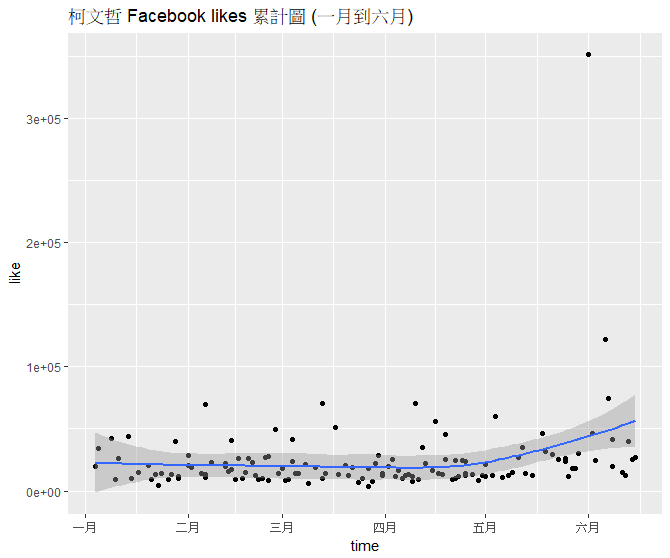 柯文哲 Facebook likes 累計圖 (一月到六月)
3e+05
2e+05
1e+05
0e+00
like
一月 二月 三月 四月 五月 六月
time